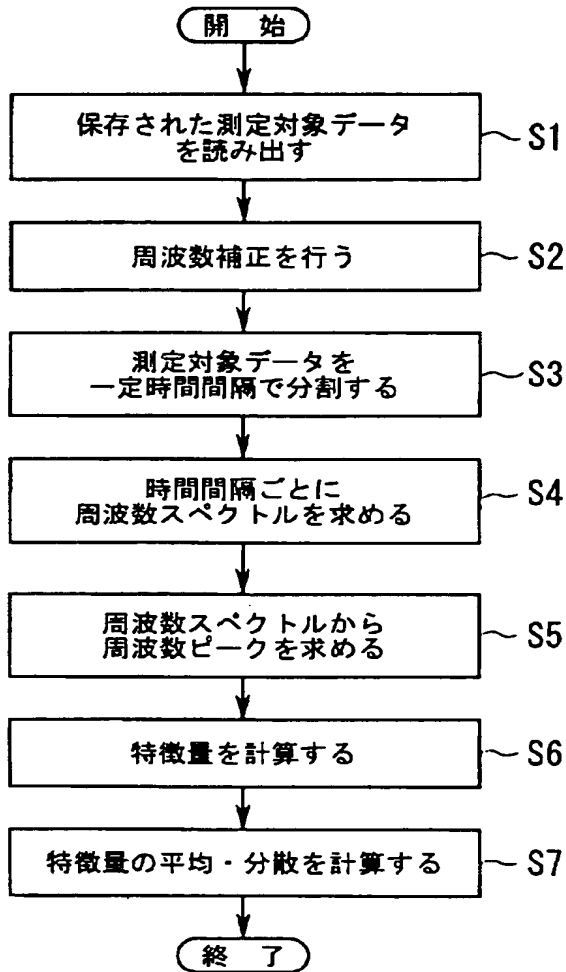 開 始
保存された測定対象データ
を読み出す
S1
周波数補正を行う
S2
測定対象データを
一定時間間隔で分割する
S3
時間間隔ごとに
周波数スペクトルを求める
S4
周波数スペクトルから
周波数ピークを求める
S5
特徴量を計算する
S6
特徴量の平均・分散を計算する
S7
終 了